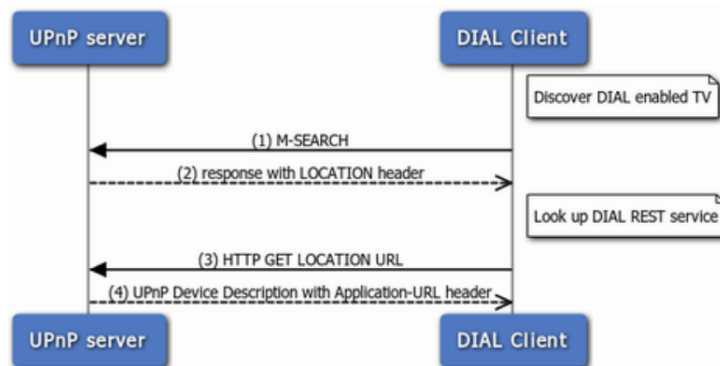 UPnP server
DIAL Client
Discover DIAL enabled TV
(1) M-SEARCH
(2) response with LOCATION header
Look up DIAL REST service
(3) HTTP GET LOCATION URL
(4) UPnP Device Description with Application-URL header
UPnP server
DIAL Client